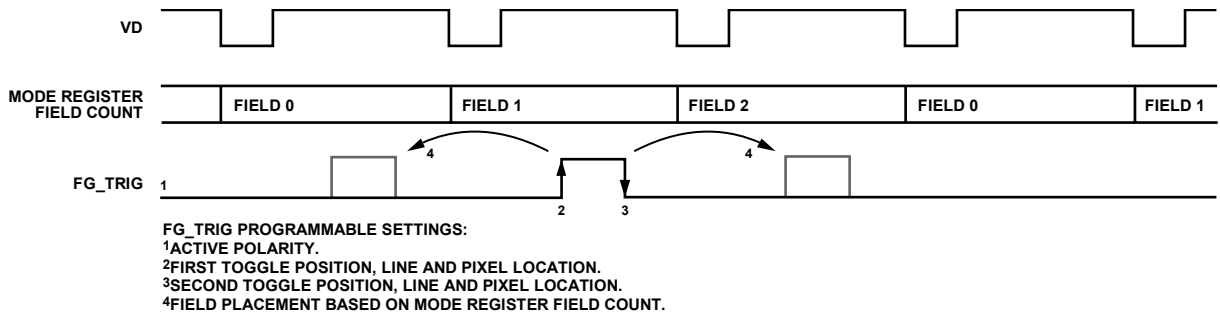 VD
MODE REGISTER
FIELD COUNT
FIELD 0 FIELD 1 FIELD 2 FIELD 0 FIELD 1
4 4
FG_TRIG 1
2 3
FG_TRIG PROGRAMMABLE SETTINGS:
1ACTIVE POLARITY.
2FIRST TOGGLE POSITION, LINE AND PIXEL LOCATION.
3SECOND TOGGLE POSITION, LINE AND PIXEL LOCATION.
4FIELD PLACEMENT BASED ON MODE REGISTER FIELD COUNT.